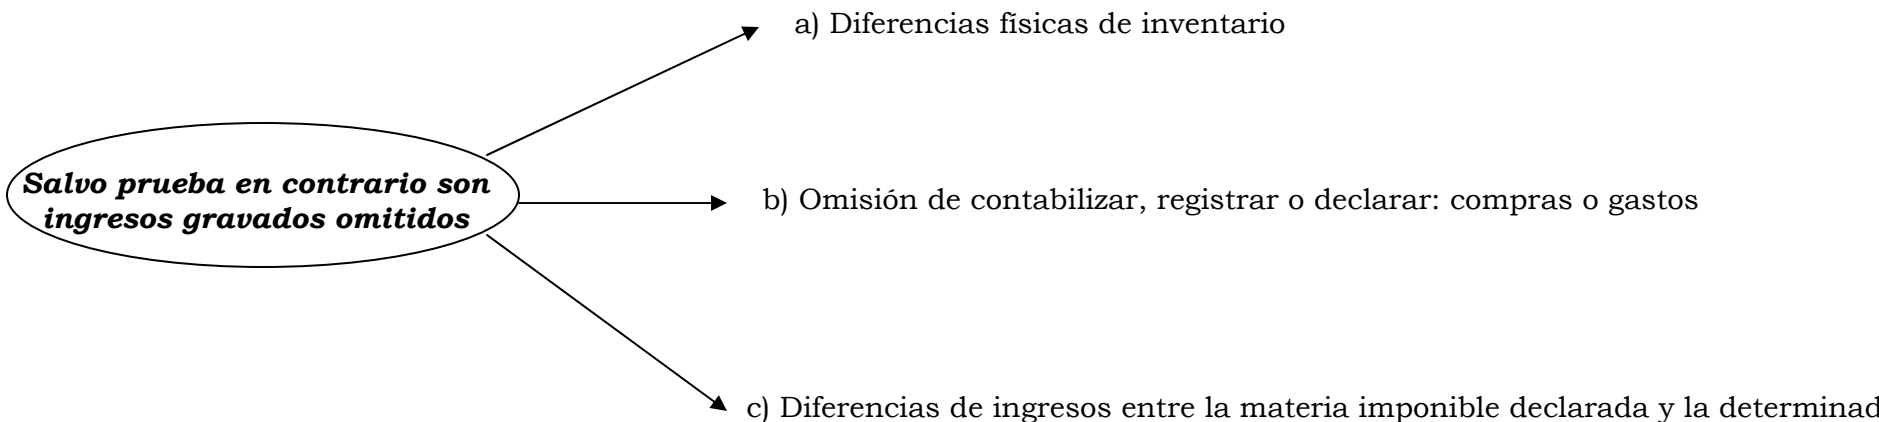 a) Diferencias físicas de inventario
Salvo prueba en contrario son
ingresos gravados omitidos
b) Omisión de contabilizar, registrar o declarar: compras o gastos
c) Diferencias de ingresos entre la materia imponible declarada y la determinad